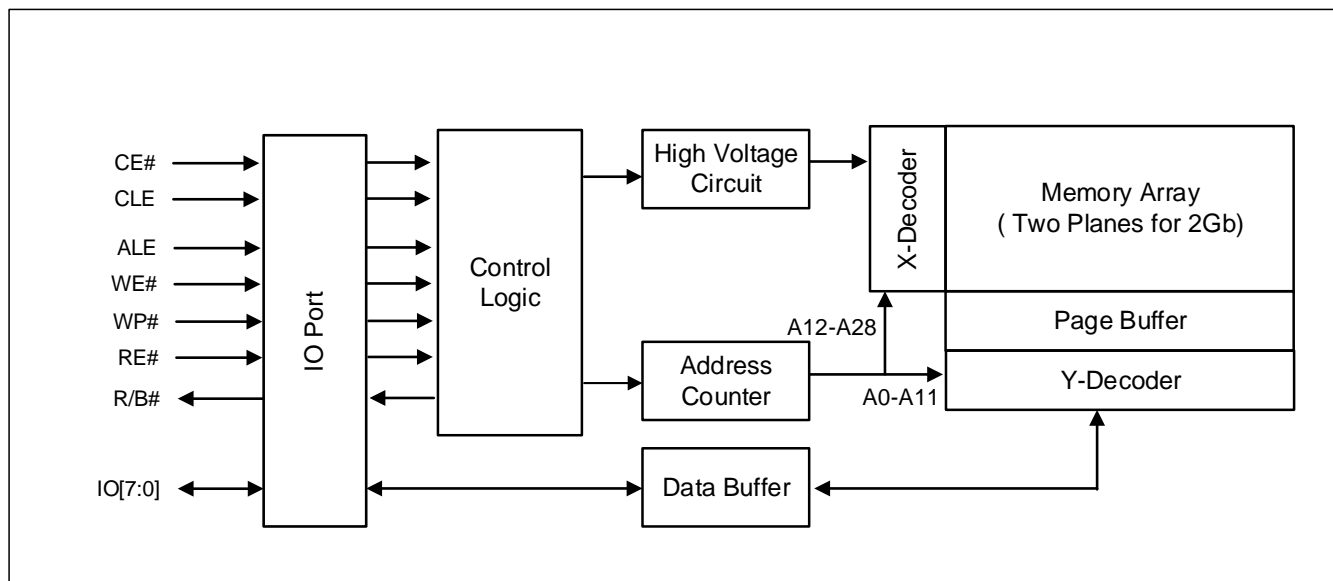 CE#
CLE
ALE
WE#
WP#
RE#
R/B#
IO[7:0]
IO Port
Control
Logic
High Voltage
Circuit
Address
Counter
Data Buffer
A12-A28
A0-A11
X-Decoder
Memory Array
( Two Planes for 2Gb)
Page Buffer
Y-Decoder